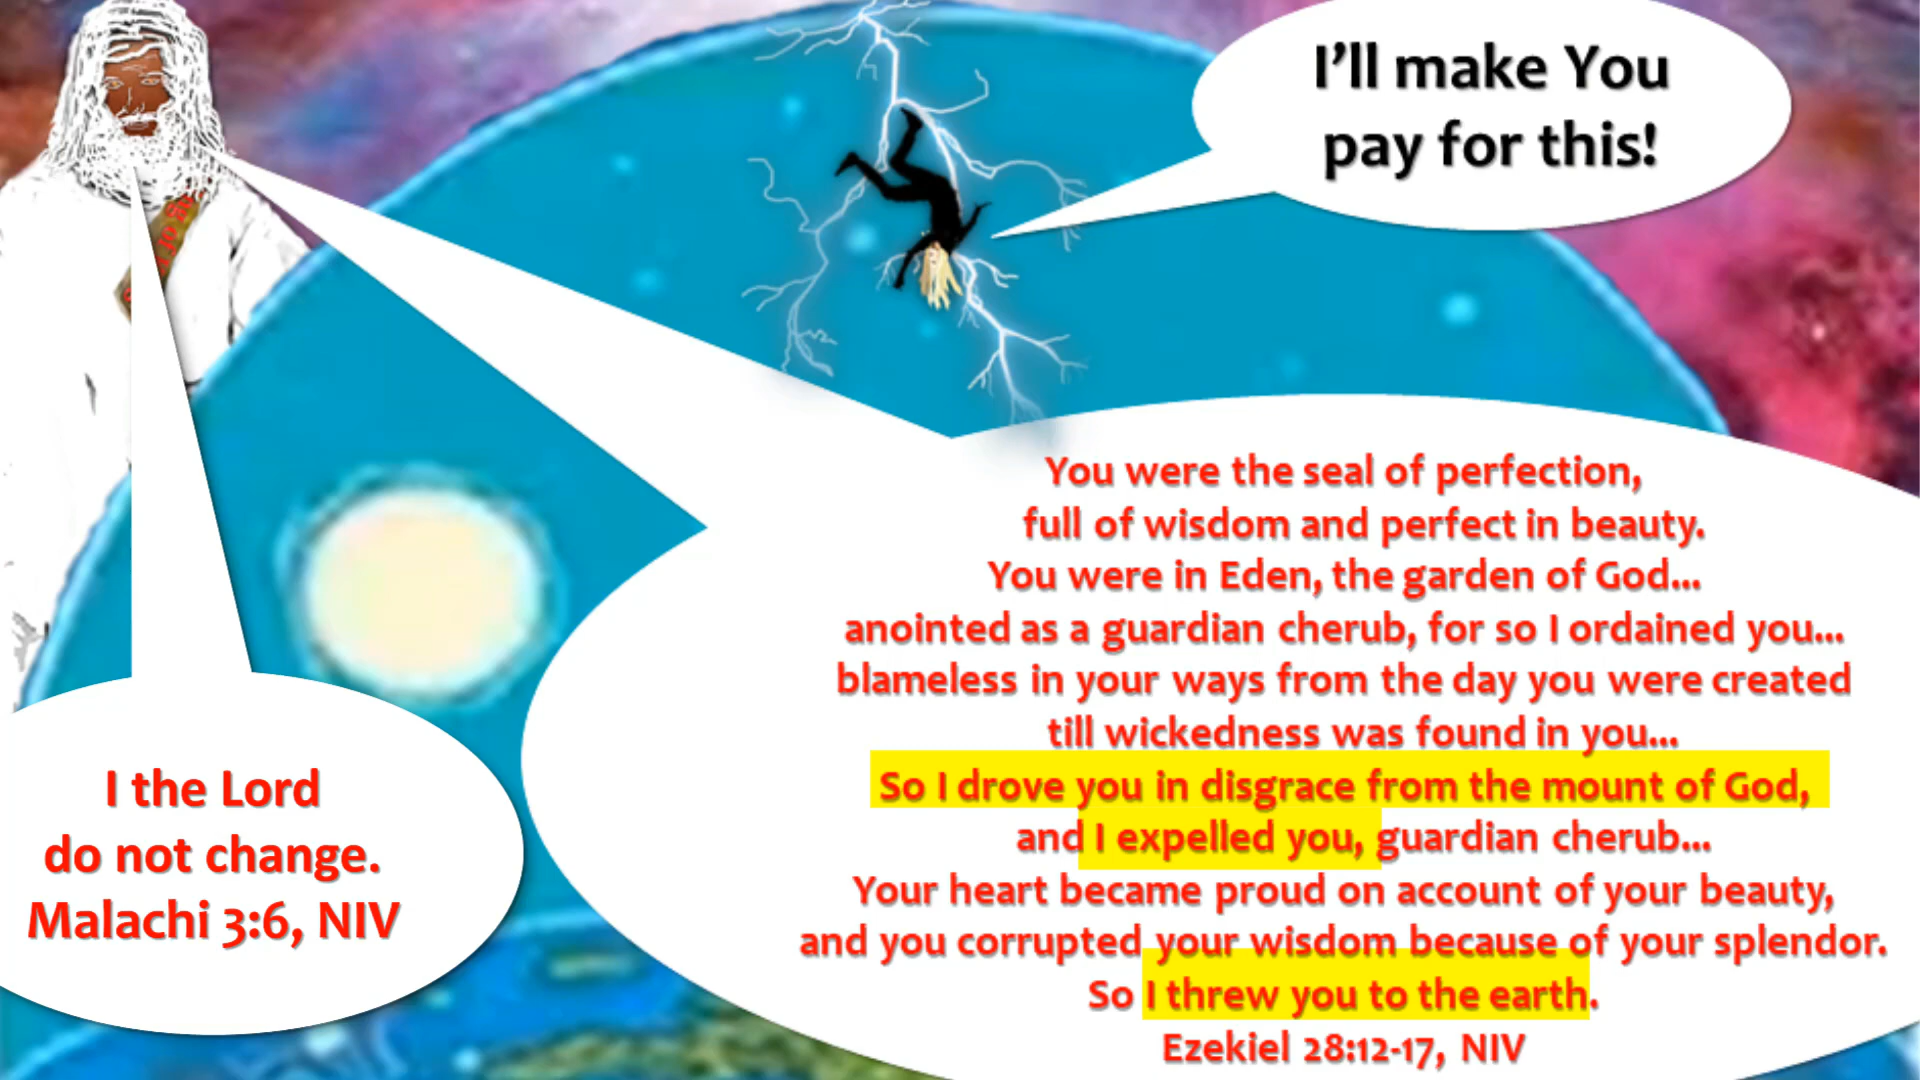 I'll make You
pay for this!
You were the seal of perfection,
full of wisdom and perfect in beauty.
You were in Eden, the garden of God...
anointed as a guardian cherub, for so I ordained you...
blameless in your ways from the day you were created
till wickedness was found in you...
So I drove you in disgrace from the mount of God,
and I expelled you, guardian cherub...
Your heart became proud on account of your beauty,
and you corrupted your wisdom because of your splendor.
So I threw you to the earth.
Ezekiel 28:12-17, NIV
I the Lord
do not change.
Malachi 3:6, NIV